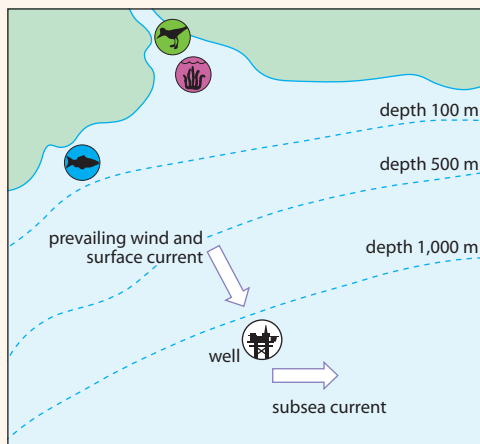 depth 100 m
depth 500 m
prevailing wind and
surface current
depth 1,000 m
well
subsea current